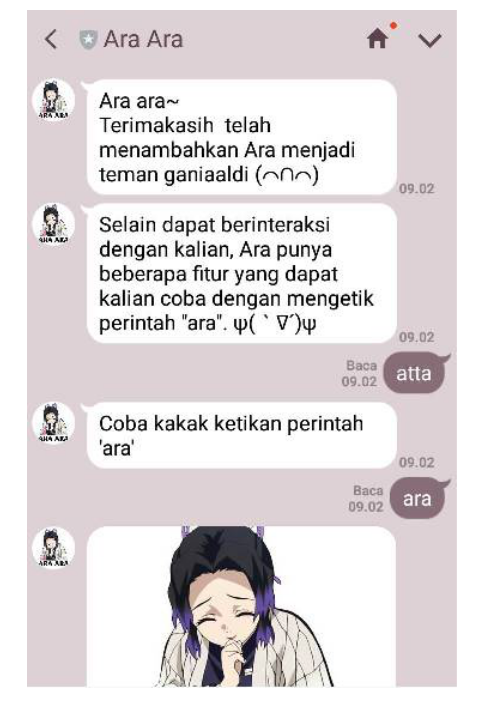 Ara Ara
Ara ara~
Terimakasih telah
menambahkan Ara menjadi
teman ganiaaldi (⌒∩⌒)
09.02
Selain dapat berinteraksi
dengan kalian, Ara punya
beberapa fitur yang dapat
kalian coba dengan mengetik
perintah "ara". ψ( ` ∇´)ψ
09.02
Baca
09.02
atta
Coba kakak ketikan perintah
'ara'
09.02
Baca
09.02
ara
ARA ARA
ARA ARA
ARA ARA
ARA ARA